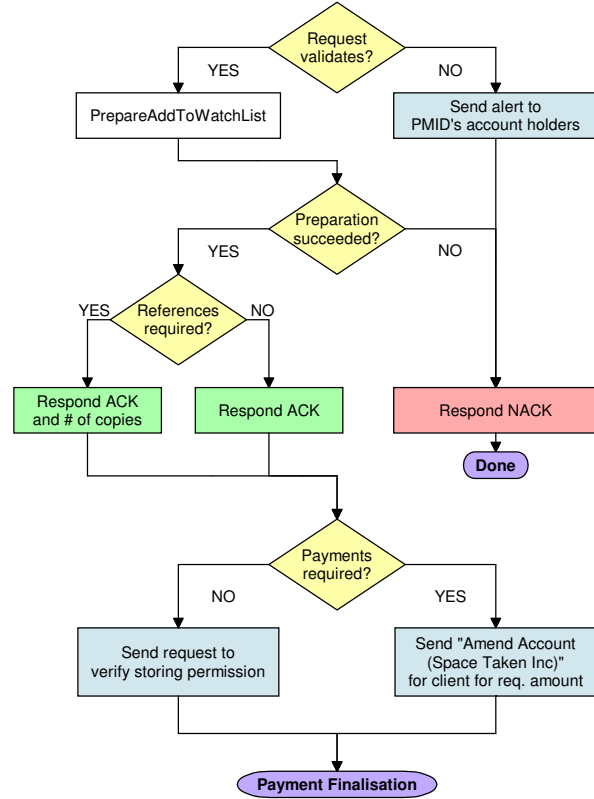 Request
validates?
YES
NO
PrepareAddToWatchList
Send alert to
PMID's account holders
Preparation
succeeded?
YES
NO
References
required?
YES
NO
Respond ACK
and # of copies
Respond ACK
Respond NACK
Done
Payments
required?
NO
YES
Send request to
verify storing permission
Send "Amend Account
(Space Taken Inc)"
for client for req. amount
Payment Finalisation